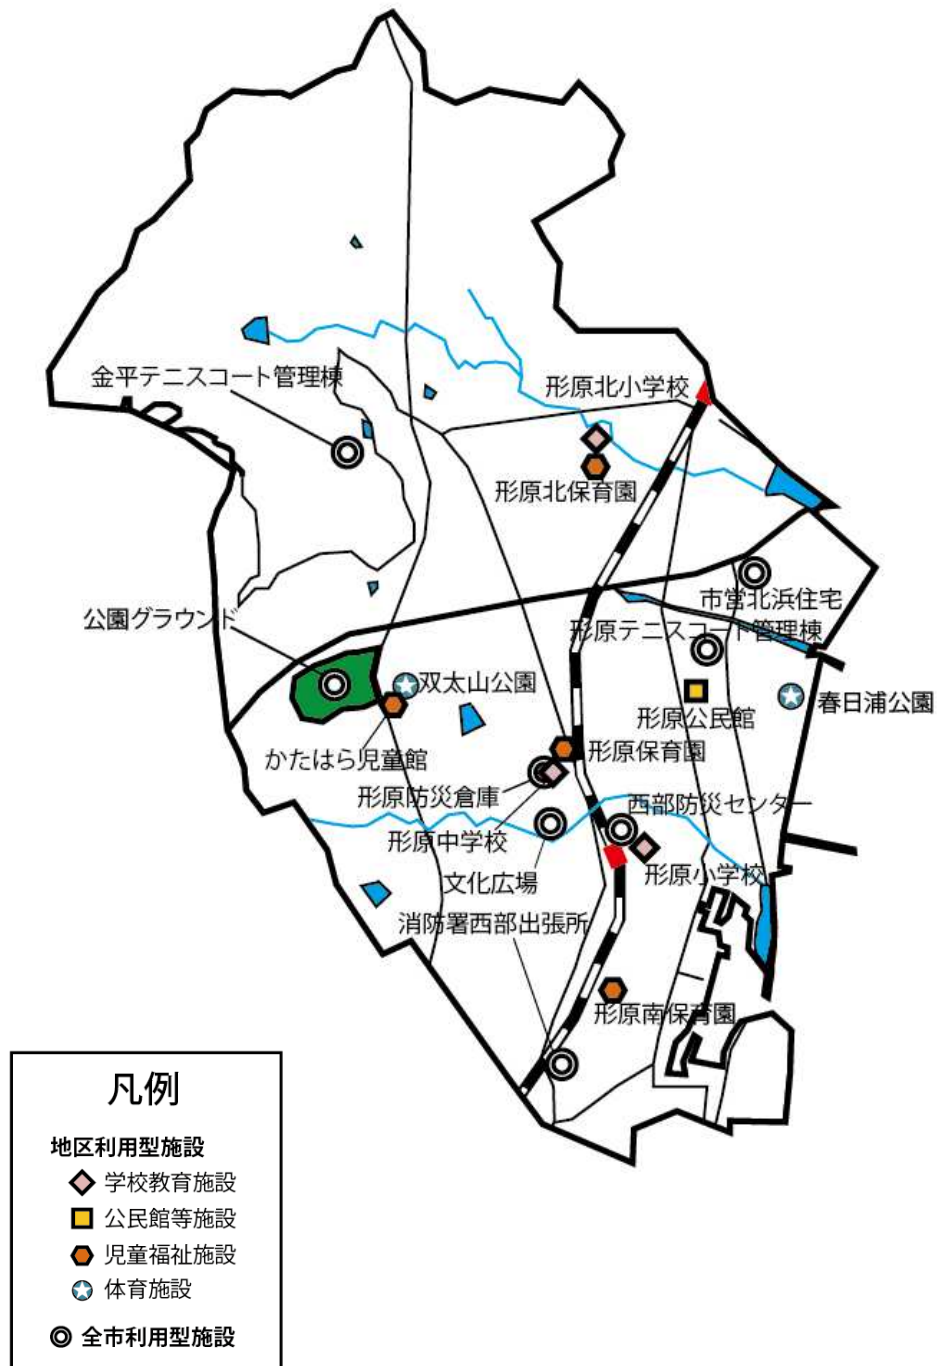 金平テニスコート管理棟
形原北小学校
形原北保育園
市営北浜住宅
公園グラウンド
形原テニスコート管理棟
双太山公園
春日浦公園
形原公民館
かたはら児童館
形原保育園
形原防災倉庫
西部防災センター
形原中学校
形原小学校
文化広場
消防署西部出張所
形原南保育園
凡例
地区利用型施設
学校教育施設
公民館等施設
児童福祉施設
体育施設
全市利用型施設